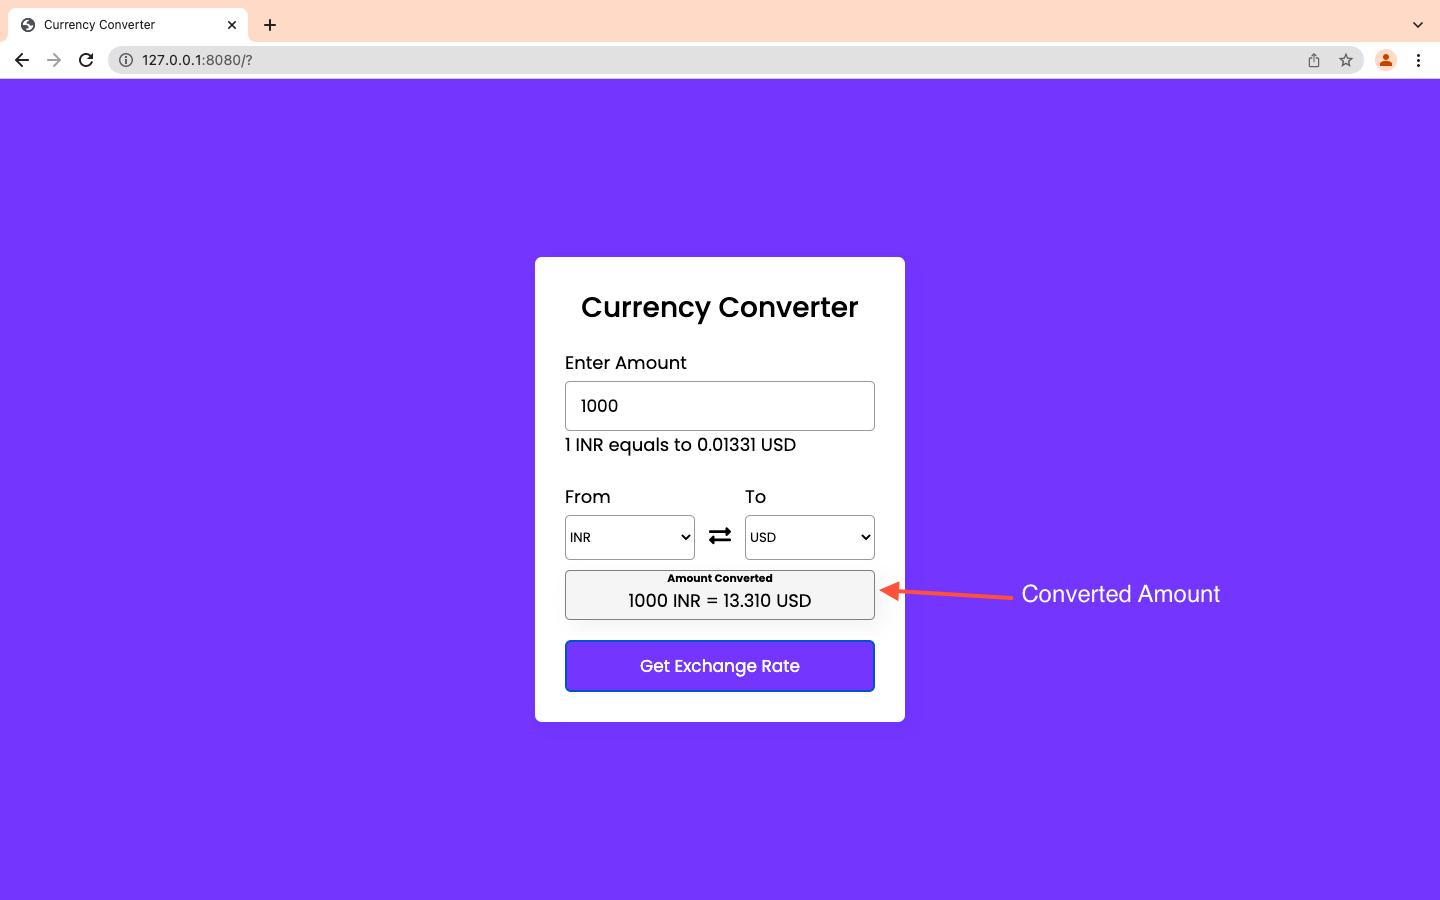 Currency Converter
127.0.0.1:8080/?
Currency Converter
Enter Amount
1000
1 INR equals to 0.01331 USD
From To
INR USD
Amount Converted
1000 INR = 13.310 USD
Converted Amount
Get Exchange Rate